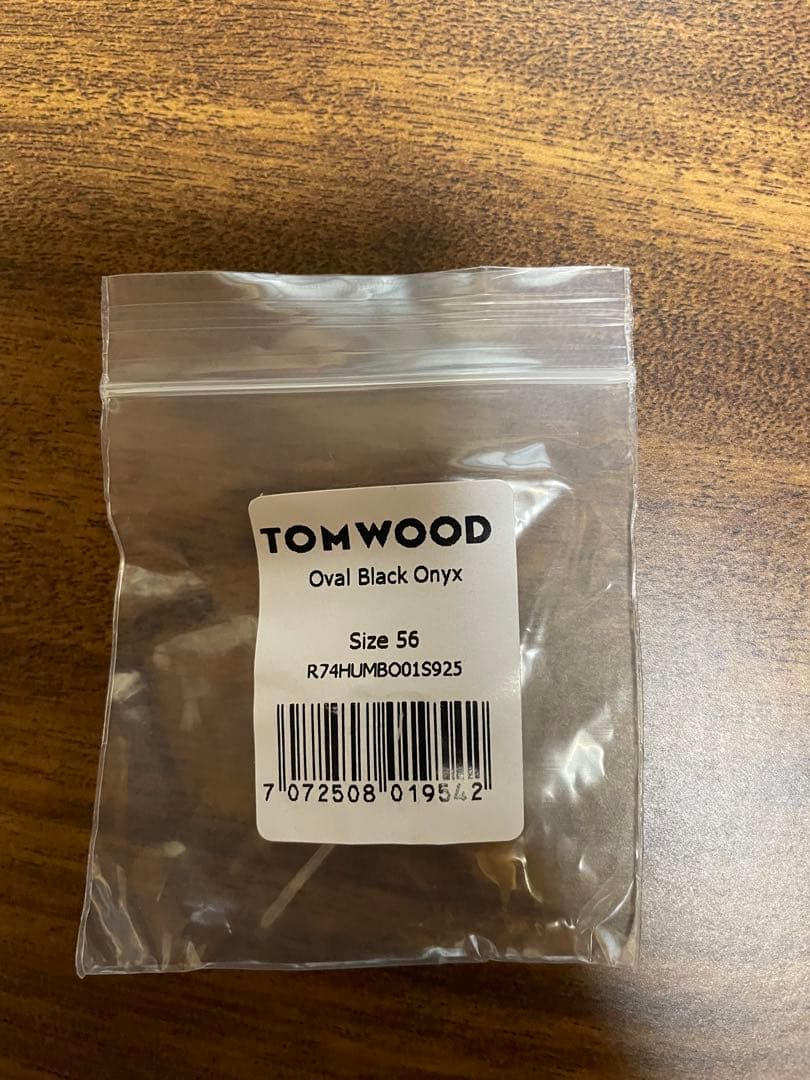 TOMWOOD
Oval Black Onyx
Size 56
R74HUMBO01S925
7 072508 019542